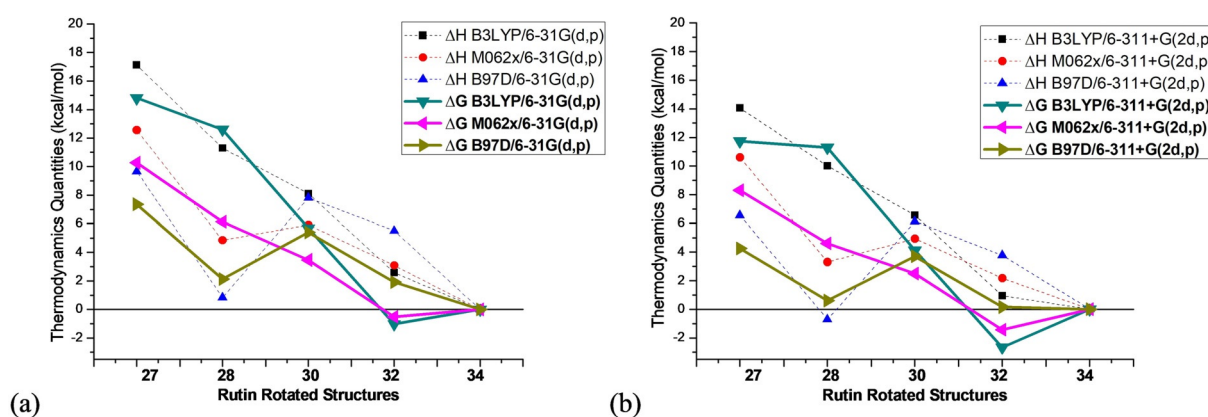 20
18
16
14
12
10
8
6
4
2
0
-2
Thermodynamics Quantities (kcal/mol)
ΔH B3LYP/6-31G(d,p)
ΔH M062x/6-31G(d,p)
ΔH B97D/6-31G(d,p)
ΔG B3LYP/6-31G(d,p)
ΔG M062x/6-31G(d,p)
ΔG B97D/6-31G(d,p)
27 28 30 32 34
Rutin Rotated Structures
(a)
20
18
16
14
12
10
8
6
4
2
0
-2
Thermodynamics Quantities (kcal/mol)
ΔH B3LYP/6-311+G(2d,p)
ΔH M062x/6-311+G(2d,p)
ΔH B97D/6-311+G(2d,p)
ΔG B3LYP/6-311+G(2d,p)
ΔG M062x/6-311+G(2d,p)
ΔG B97D/6-311+G(2d,p)
27 28 30 32 34
Rutin Rotated Structures
(b)